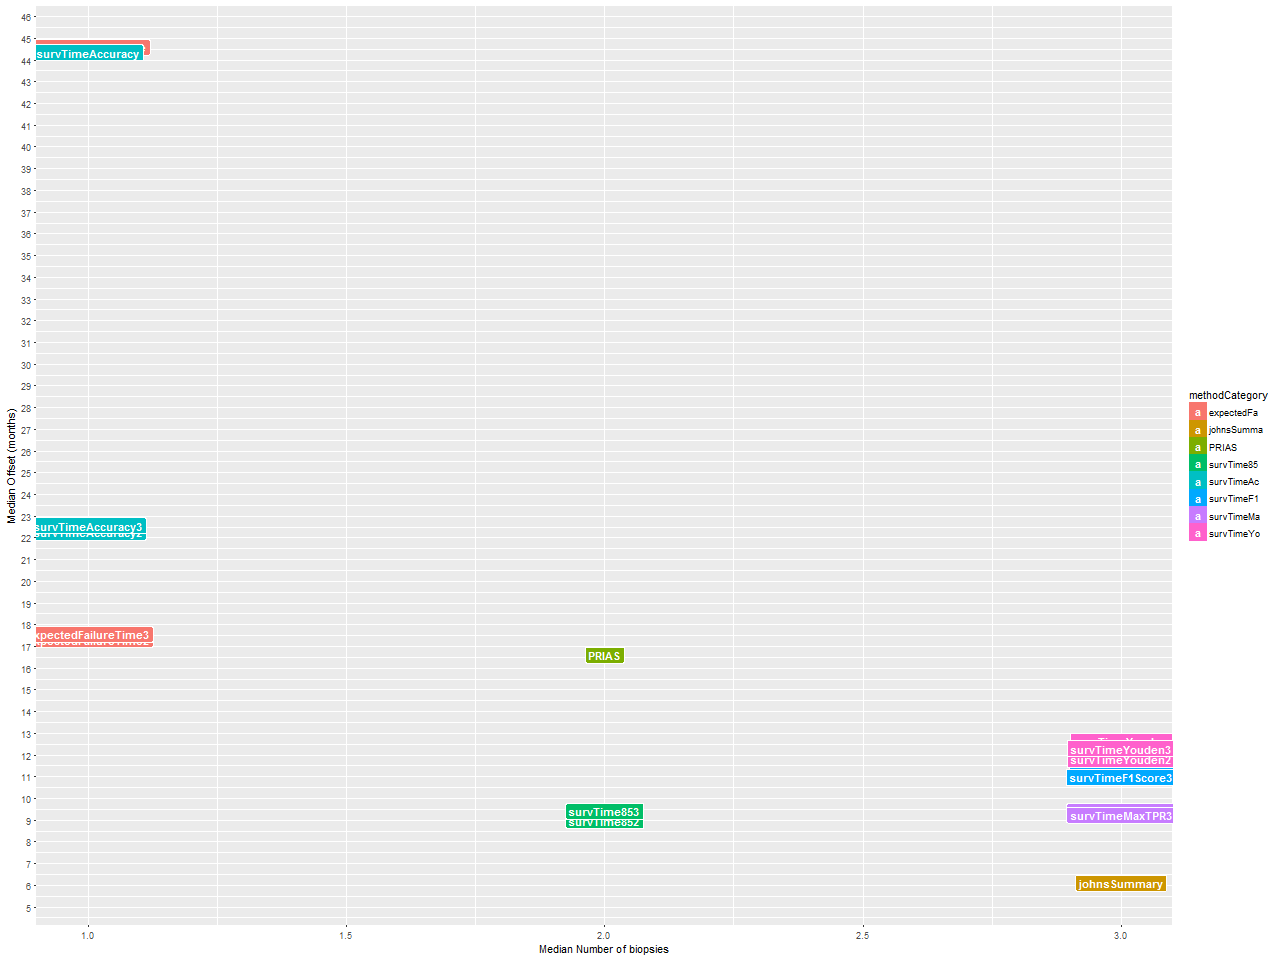 46
45
44
43
42
41
40
39
38
37
36
35
34
33
32
31
30
29
28
27
26
25
24
23
22
21
20
19
18
17
16
15
14
13
12
11
10
9
8
7
6
5
Median Offset (months)
survTimeAccuracy
survTimeAccuracy3
survTimeAccuracy2
xpectedFailureTime3
PRIAS
survTimeYouden3
survTimeYouden2
survTimeF1Score3
survTime853
survTime852
survTimeMaxTPR3
johnsSummary
1.0 1.5 2.0 2.5 3.0
Median Number of biopsies
methodCategory
a expectedFa
a johnsSumma
a PRIAS
a survTime85
a survTimeAc
a survTimeF1
a survTimeMa
a survTimeYo